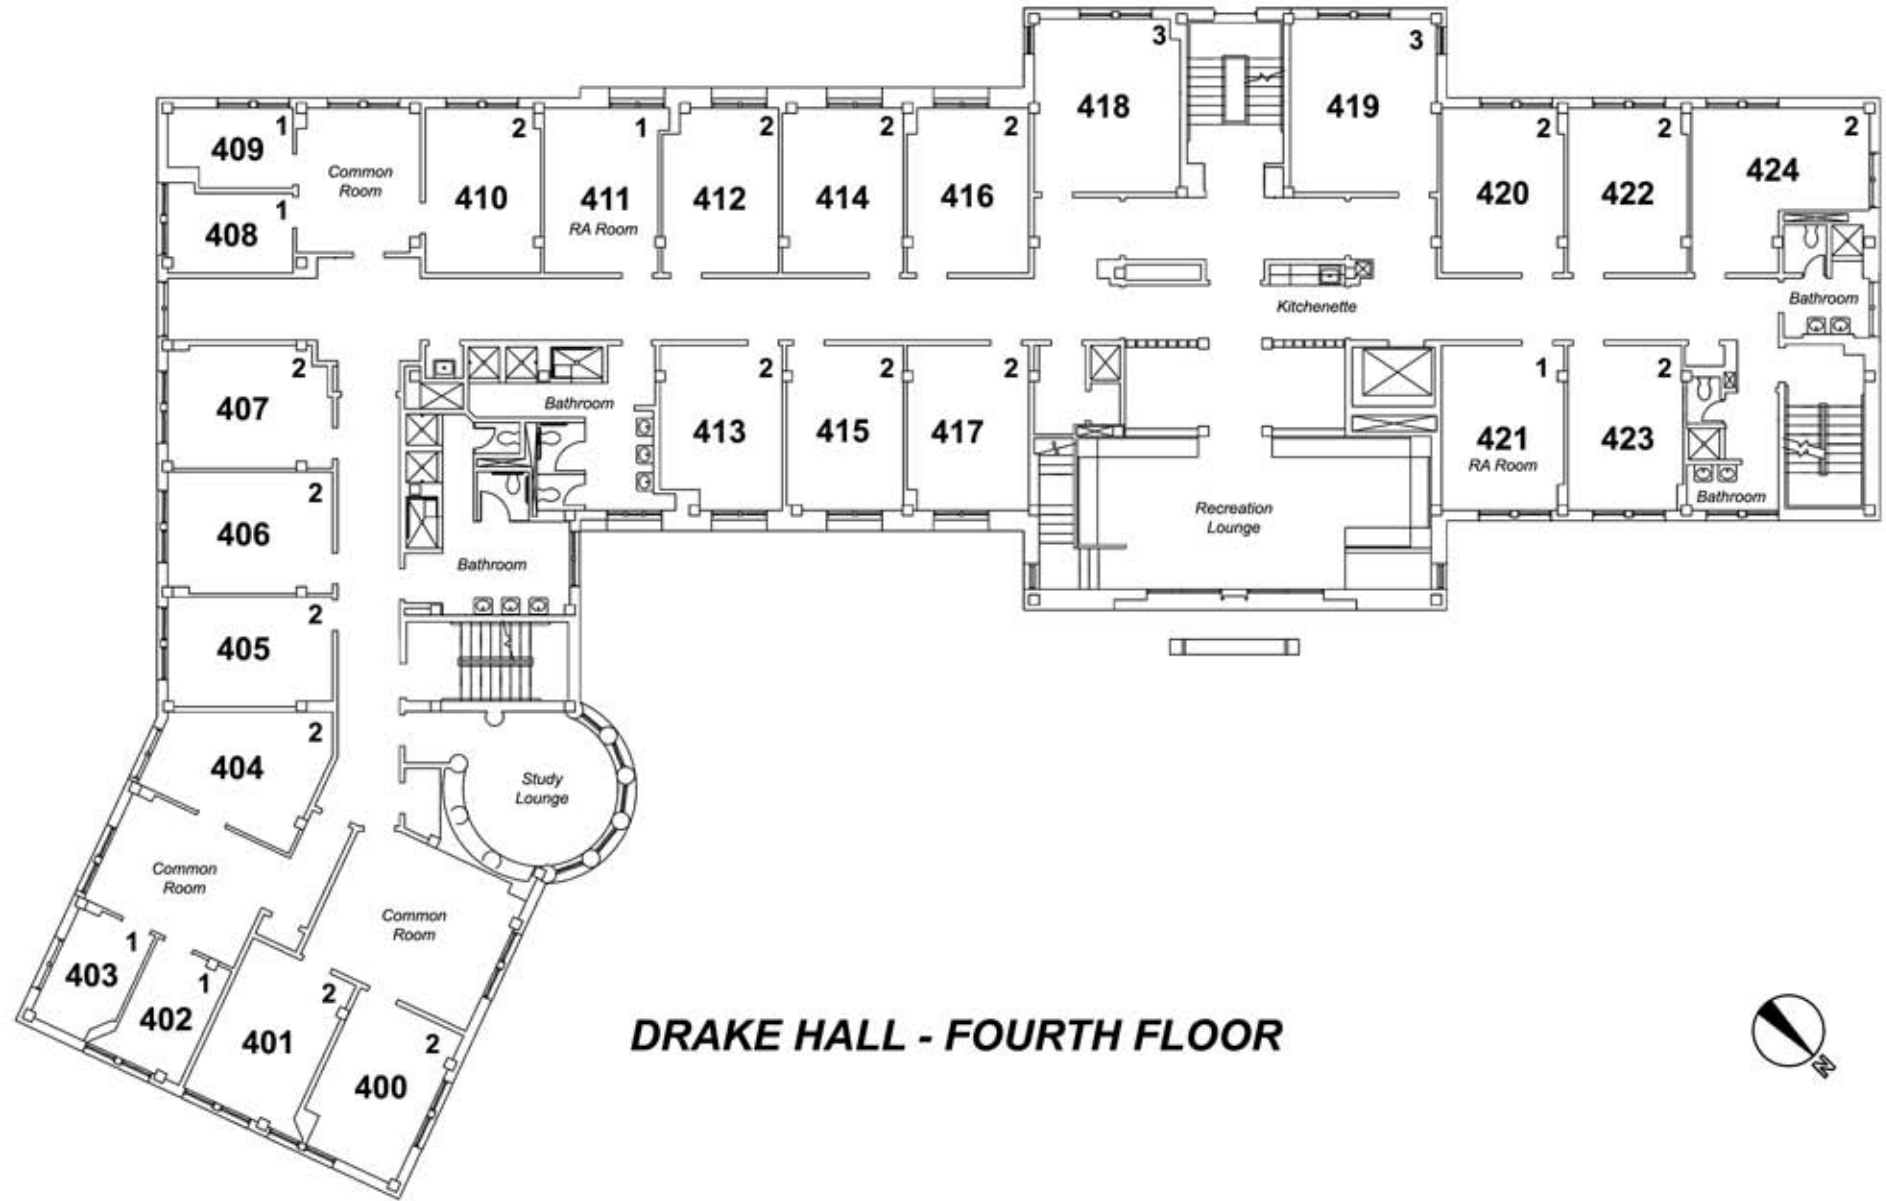 3
3
418
419
1
2
1
2
2
2
2
2
2
409
Common
Room
410
411
RA Room
412
414
416
420
422
424
1
408
Kitchenette
Bathroom
2
407
Bathroom
2
413
2
415
2
417
1
421
RA Room
2
423
Bathroom
2
406
Recreation
Lounge
Bathroom
2
405
2
404
Study
Lounge
Common
Room
Common
Room
1
403
1
402
2
401
2
400
DRAKE HALL - FOURTH FLOOR
N